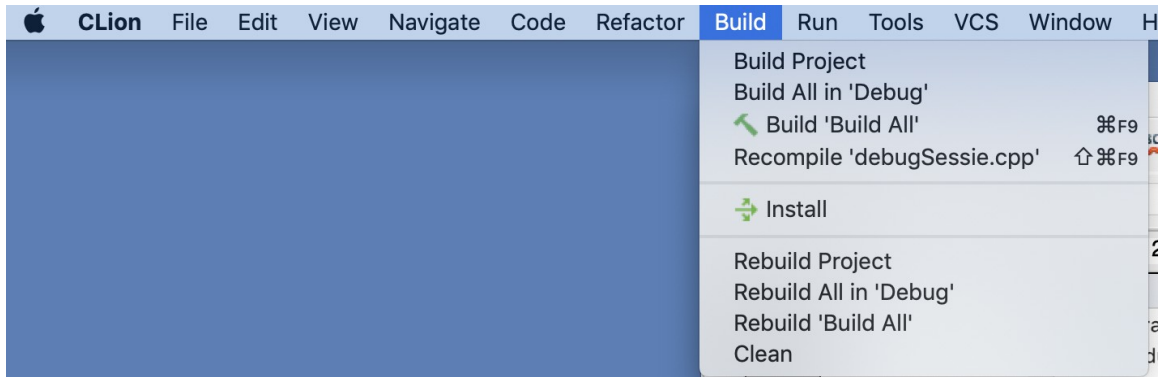 CLion File Edit View Navigate Code Refactor Build Run Tools VCS Window
Build Project
Build All in 'Debug'
Build 'Build All' ⌘F9
Recompile 'debugSessie.cpp' ⇧⌘F9
Install
Rebuild Project
Rebuild All in 'Debug'
Rebuild 'Build All'
Clean